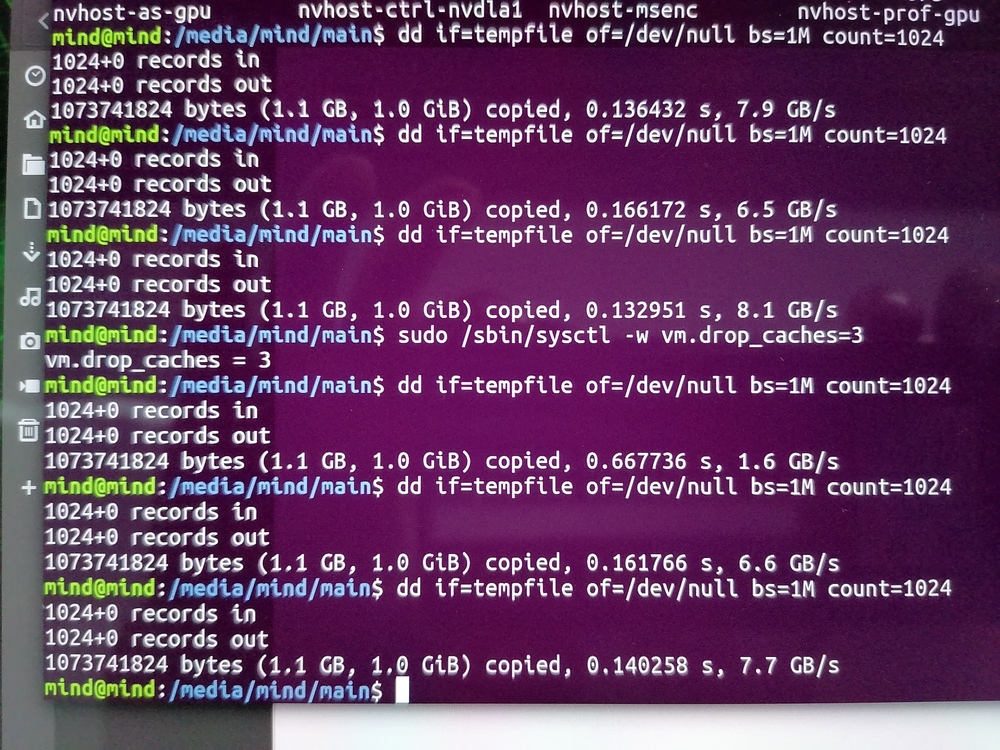 nvhost-as-gpu nvhost-ctrl-nvdla1 nvhost-msenc nvhost-prof-gpu
mind@mind:/media/mind/main$ dd if=tempfile of=/dev/null bs=1M count=1024
1024+0 records in
1024+0 records out
1073741824 bytes (1.1 GB, 1.0 GiB) copied, 0.136432 s, 7.9 GB/s
mind@mind:/media/mind/main$ dd if=tempfile of=/dev/null bs=1M count=1024
1024+0 records in
1024+0 records out
1073741824 bytes (1.1 GB, 1.0 GiB) copied, 0.166172 s, 6.5 GB/s
mind@mind:/media/mind/main$ dd if=tempfile of=/dev/null bs=1M count=1024
1024+0 records in
1024+0 records out
1073741824 bytes (1.1 GB, 1.0 GiB) copied, 0.132951 s, 8.1 GB/s
mind@mind:/media/mind/main$ sudo /sbin/sysctl -w vm.drop_caches=3
vm.drop_caches = 3
mind@mind:/media/mind/main$ dd if=tempfile of=/dev/null bs=1M count=1024
1024+0 records in
1024+0 records out
1073741824 bytes (1.1 GB, 1.0 GiB) copied, 0.667736 s, 1.6 GB/s
mind@mind:/media/mind/main$ dd if=tempfile of=/dev/null bs=1M count=1024
1024+0 records in
1024+0 records out
1073741824 bytes (1.1 GB, 1.0 GiB) copied, 0.161766 s, 6.6 GB/s
mind@mind:/media/mind/main$ dd if=tempfile of=/dev/null bs=1M count=1024
1024+0 records in
1024+0 records out
1073741824 bytes (1.1 GB, 1.0 GiB) copied, 0.140258 s, 7.7 GB/s
mind@mind:/media/mind/main$